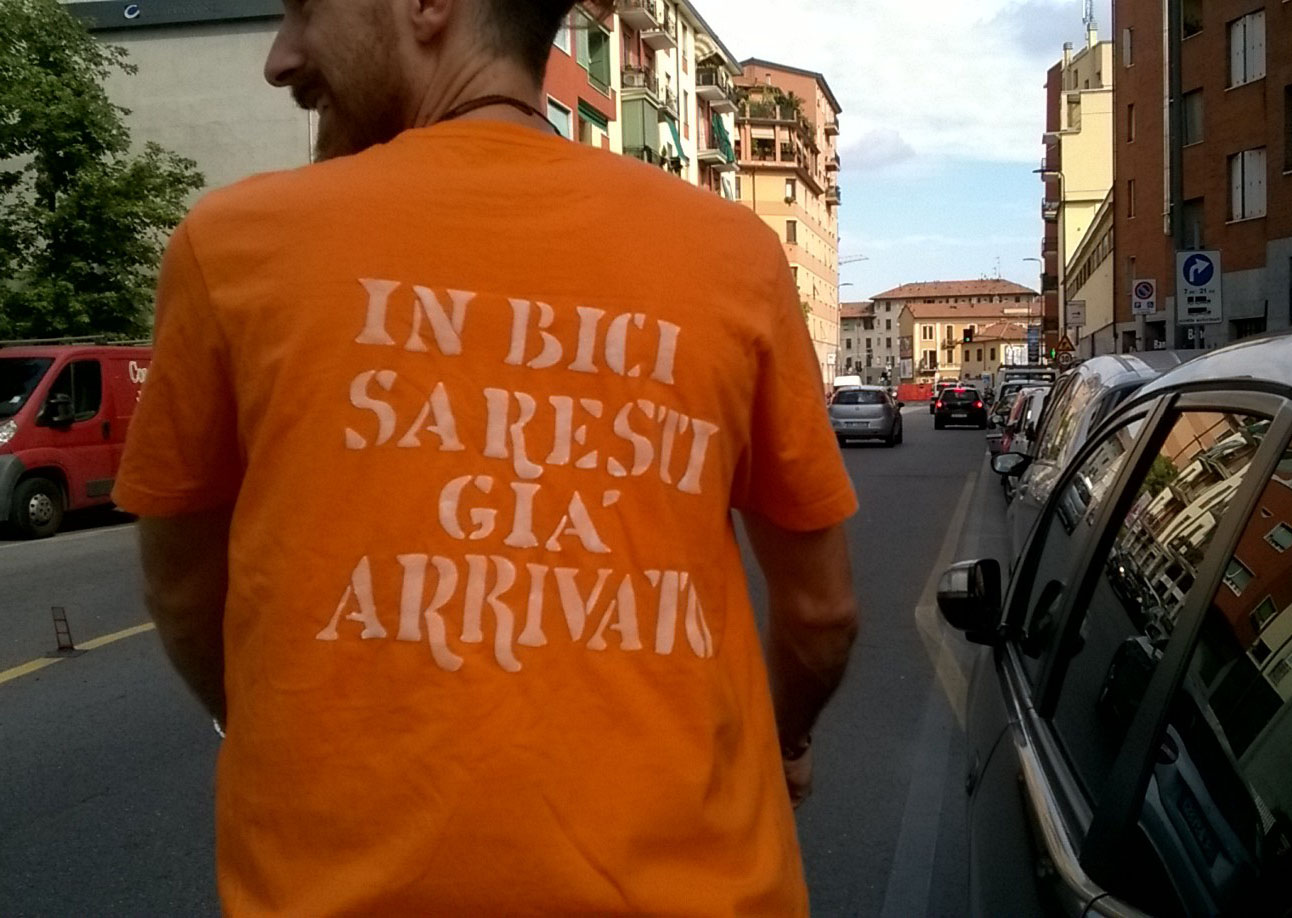 IN BICI
SARESTI
GIA'
ARRIVATO